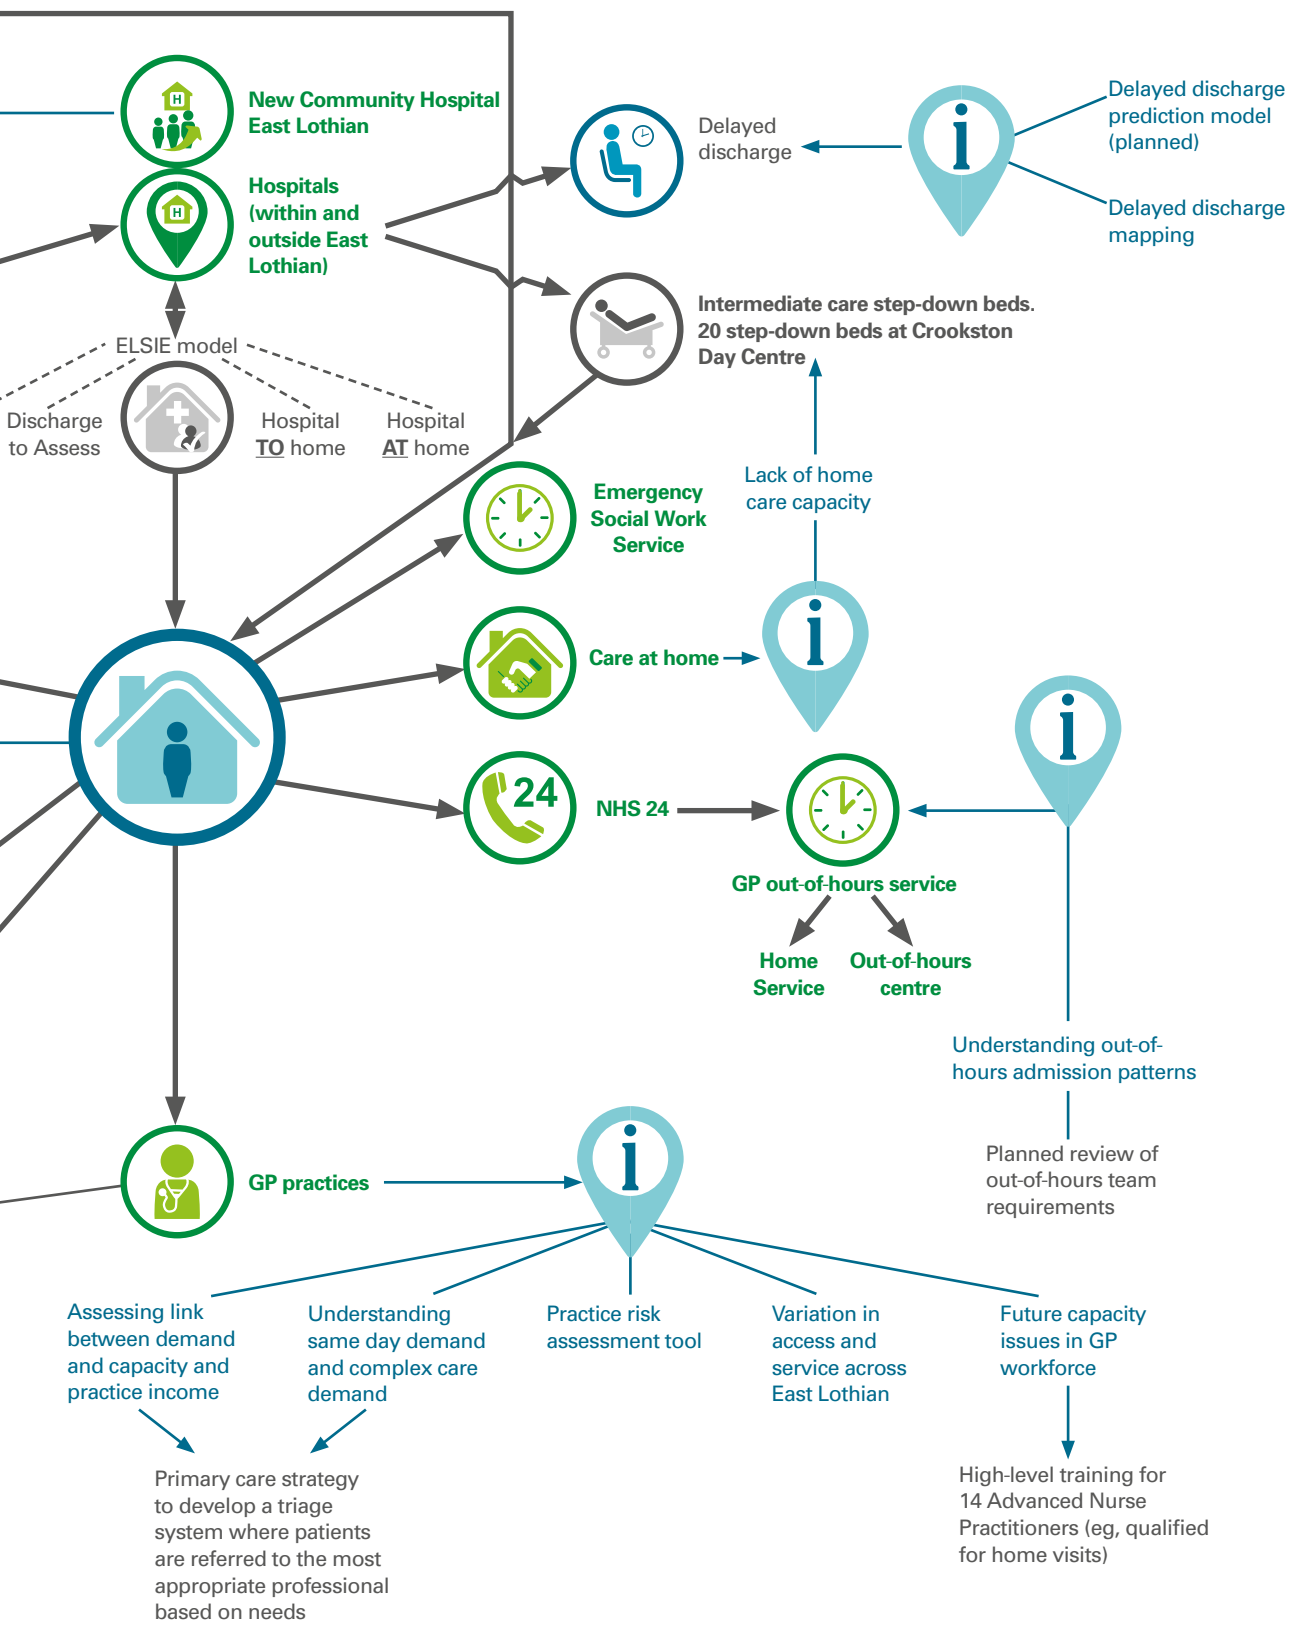 New Community Hospital
East Lothian
H
Hospitals
(within and
outside East
Lothian)
H
Delayed
discharge
i
Delayed discharge
prediction model
(planned)
Delayed discharge
mapping
Intermediate care step-down beds.
20 step-down beds at Crookston
Day Centre
ELSIE model
Discharge
to Assess
Hospital
TO home
Hospital
AT home
Lack of home
care capacity
Emergency
Social Work
Service
Care at home
i
i
24
NHS 24
GP out-of-hours service
Home
Service
Out-of-hours
centre
Understanding out-of-
hours admission patterns
Planned review of
out-of-hours team
requirements
GP practices
i
Assessing link
between demand
and capacity and
practice income
Understanding
same day demand
and complex care
demand
Practice risk
assessment tool
Variation in
access and
service across
East Lothian
Future capacity
issues in GP
workforce
Primary care strategy
to develop a triage
system where patients
are referred to the most
appropriate professional
based on needs
High-level training for
14 Advanced Nurse
Practitioners (eg, qualified
for home visits)